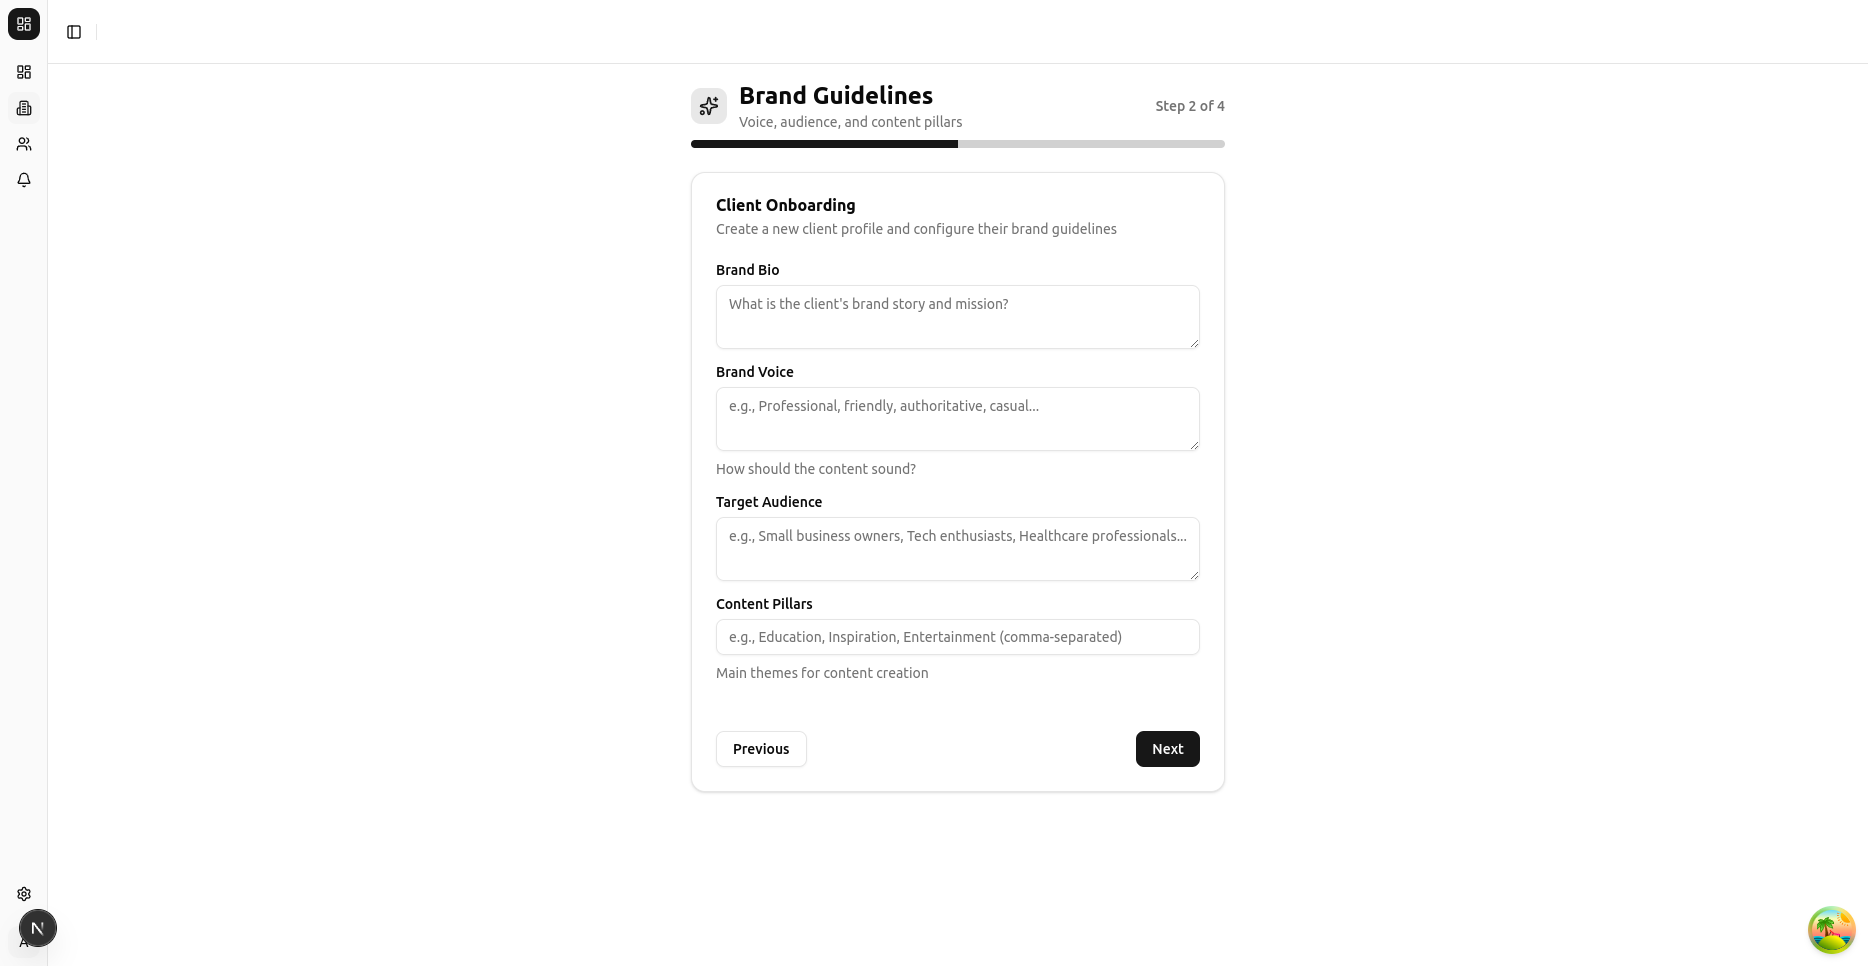 Brand Guidelines
Voice, audience, and content pillars
Step 2 of 4
Client Onboarding
Create a new client profile and configure their brand guidelines
Brand Bio
What is the client's brand story and mission?
Brand Voice
e.g., Professional, friendly, authoritative, casual...
How should the content sound?
Target Audience
e.g., Small business owners, Tech enthusiasts, Healthcare professionals...
Content Pillars
e.g., Education, Inspiration, Entertainment (comma-separated)
Main themes for content creation
Previous
Next
N